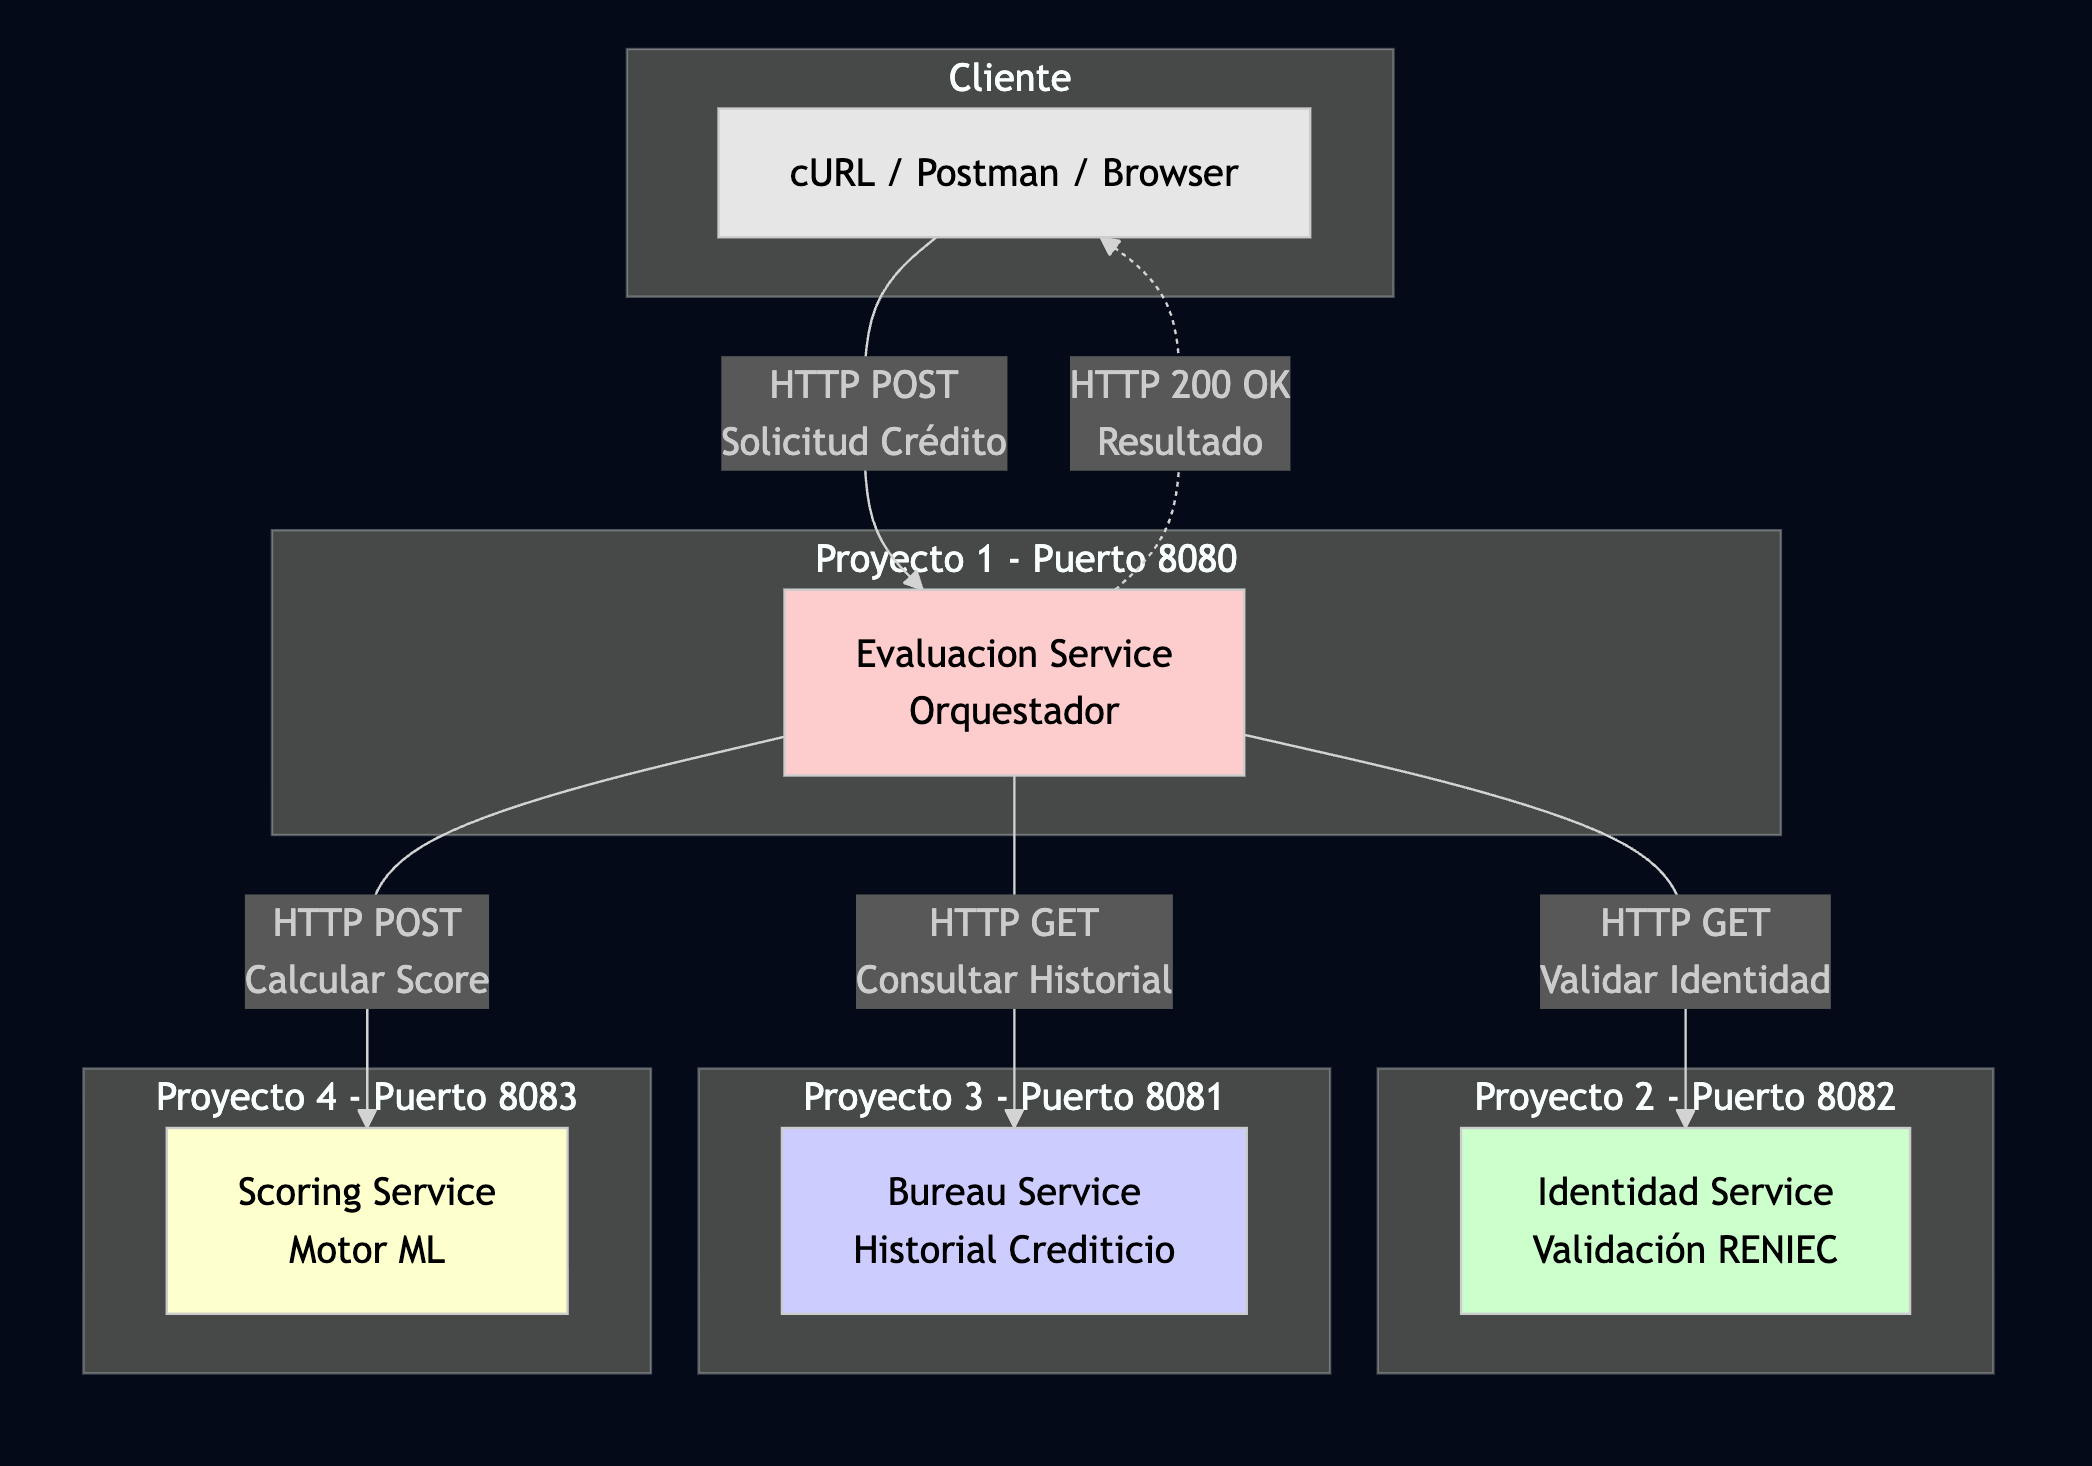 Cliente
cURL / Postman / Browser
HTTP POST
Solicitud Crédito
HTTP 200 OK
Resultado
Proyecto 1 - Puerto 8080
Evaluacion Service
Orquestador
HTTP POST
Calcular Score
HTTP GET
Consultar Historial
HTTP GET
Validar Identidad
Proyecto 4 - Puerto 8083
Scoring Service
Motor ML
Proyecto 3 - Puerto 8081
Bureau Service
Historial Crediticio
Proyecto 2 - Puerto 8082
Identidad Service
Validación RENIEC